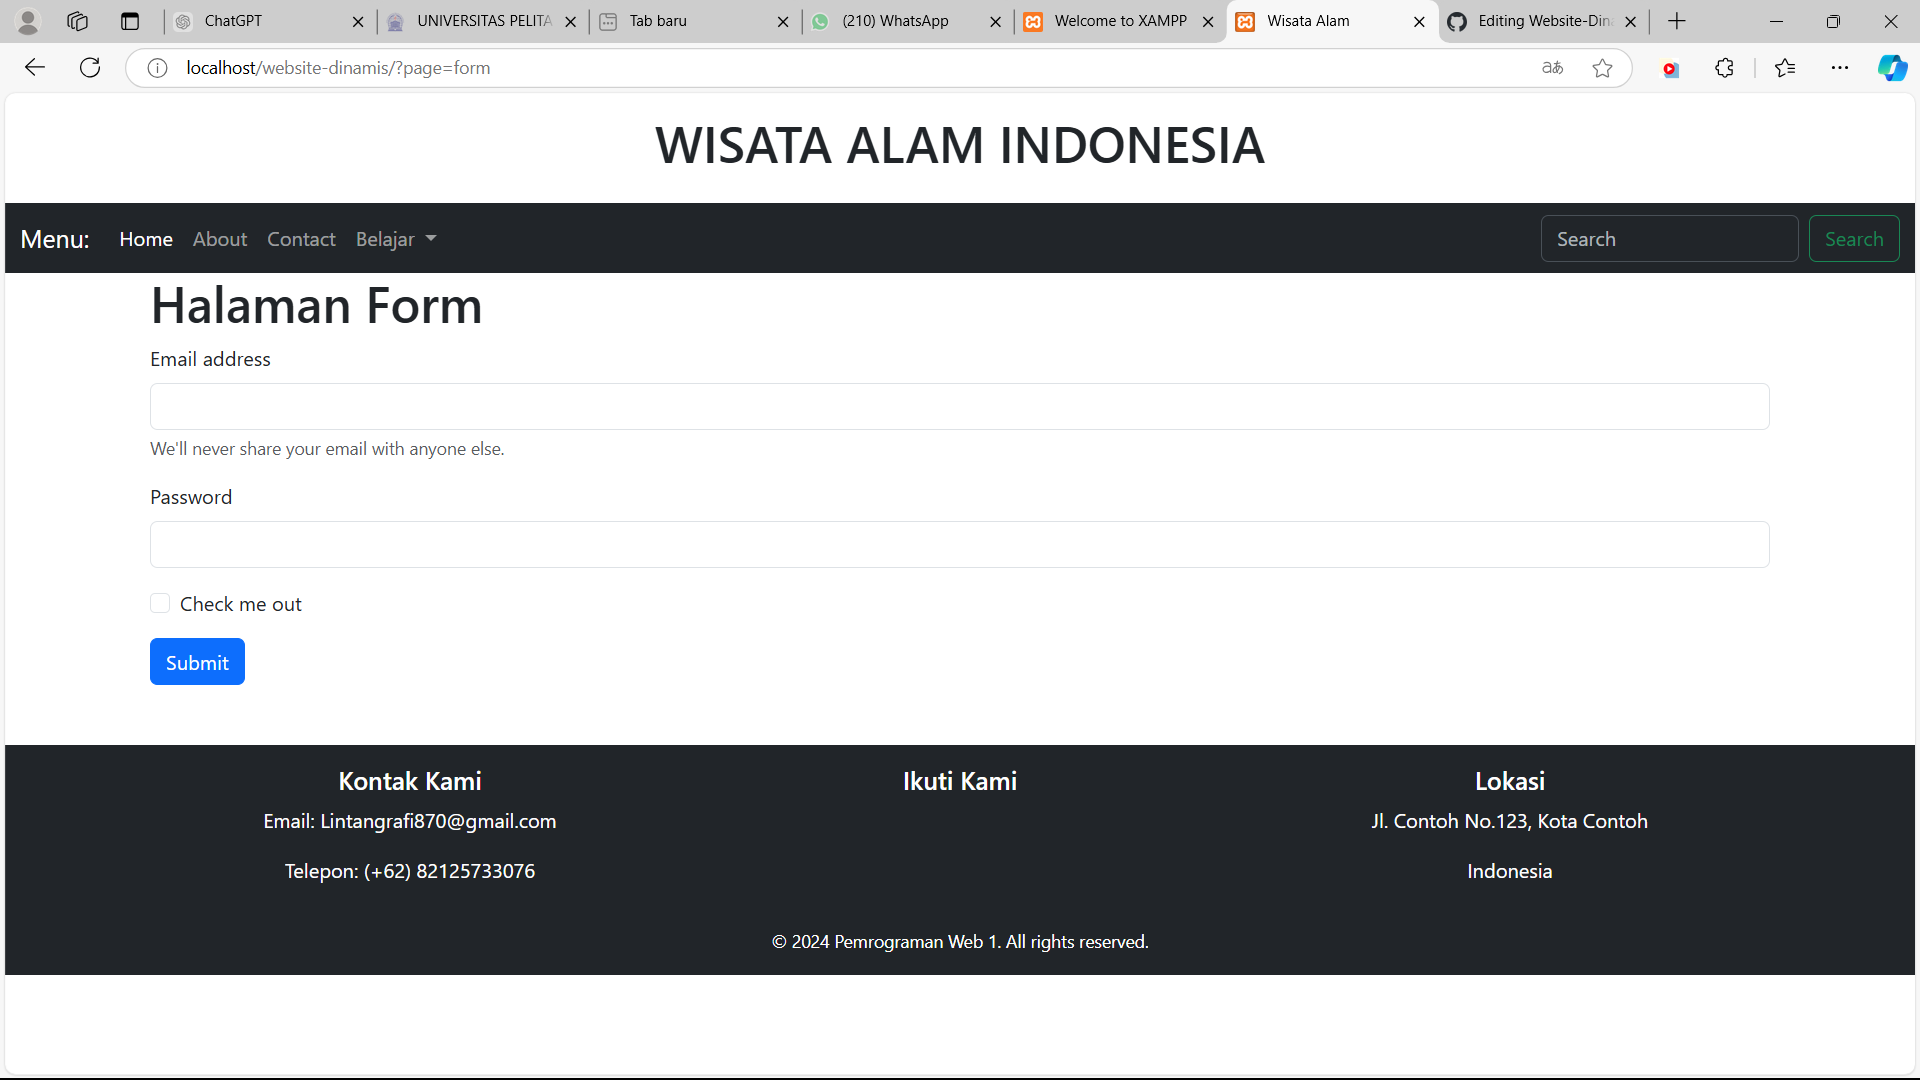 ChatGPT
UNIVERSITAS PELITA
Tab baru
(210) WhatsApp
Welcome to XAMPP
Wisata Alam
Editing Website-Din
localhost/website-dinamis/?page=form
aあ
WISATA ALAM INDONESIA
Menu: Home About Contact Belajar
Search Search
Halaman Form
Email address
We'll never share your email with anyone else.
Password
Check me out
Submit
Kontak Kami
Email: Lintangrafi870@gmail.com
Telepon: (+62) 82125733076
Ikuti Kami
Lokasi
Jl. Contoh No.123, Kota Contoh
Indonesia
© 2024 Pemrograman Web 1. All rights reserved.